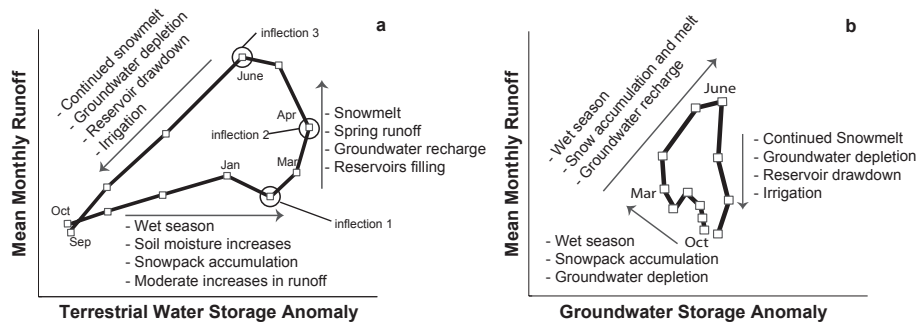 a
inflection 3
- Continued snowmelt
- Groundwater depletion
- Reservoir drawdown
- Irrigation
June
Apr
inflection 2
- Snowmelt
- Spring runoff
- Groundwater recharge
- Reservoirs filling
Jan
Mar
Oct
Sep
inflection 1
- Wet season
- Soil moisture increases
- Snowpack accumulation
- Moderate increases in runoff
Mean Monthly Runoff
Terrestrial Water Storage Anomaly
b
- Wet season
- Snow accumulation and melt
- Groundwater recharge
June
- Continued Snowmelt
- Groundwater depletion
- Reservoir drawdown
- Irrigation
Mar
Oct
- Wet season
- Snowpack accumulation
- Groundwater depletion
Mean Monthly Runoff
Groundwater Storage Anomaly